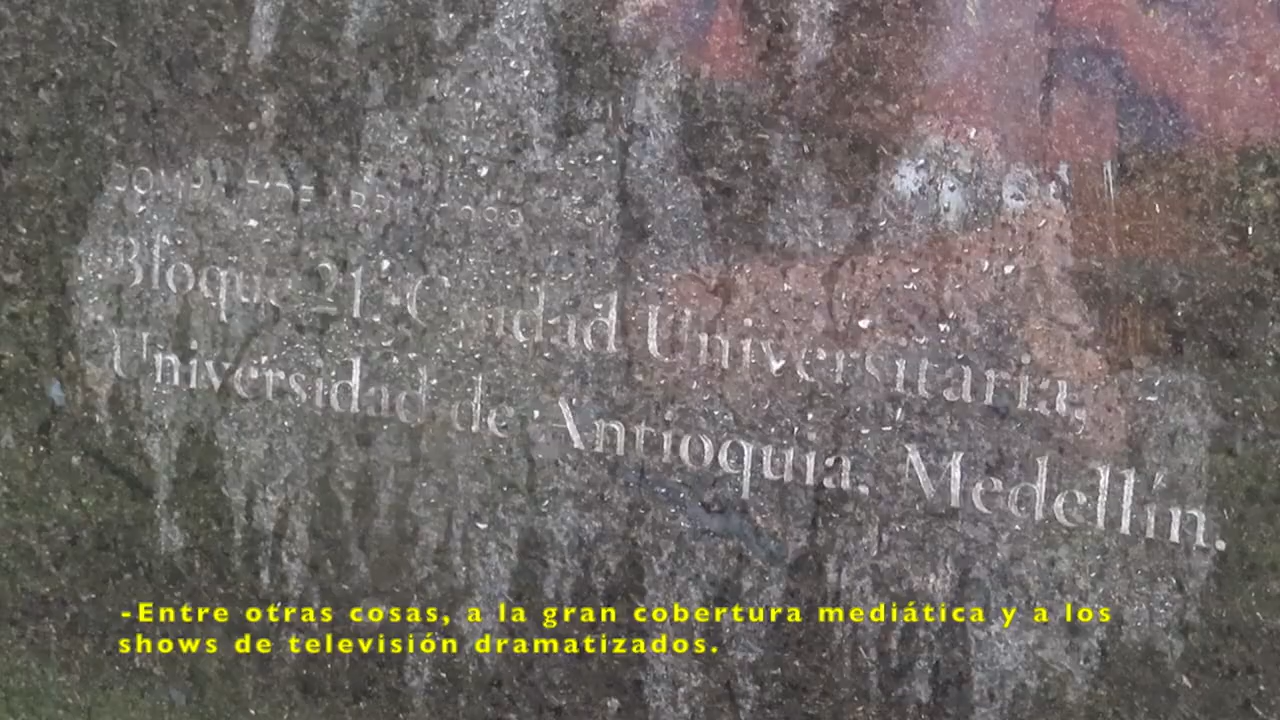 Bloque 21. Ciudad Universitaria,
Universidad de Antioquia, Medellín.
-Entre otras cosas, a la gran cobertura mediática y a los
shows de televisión dramatizados.